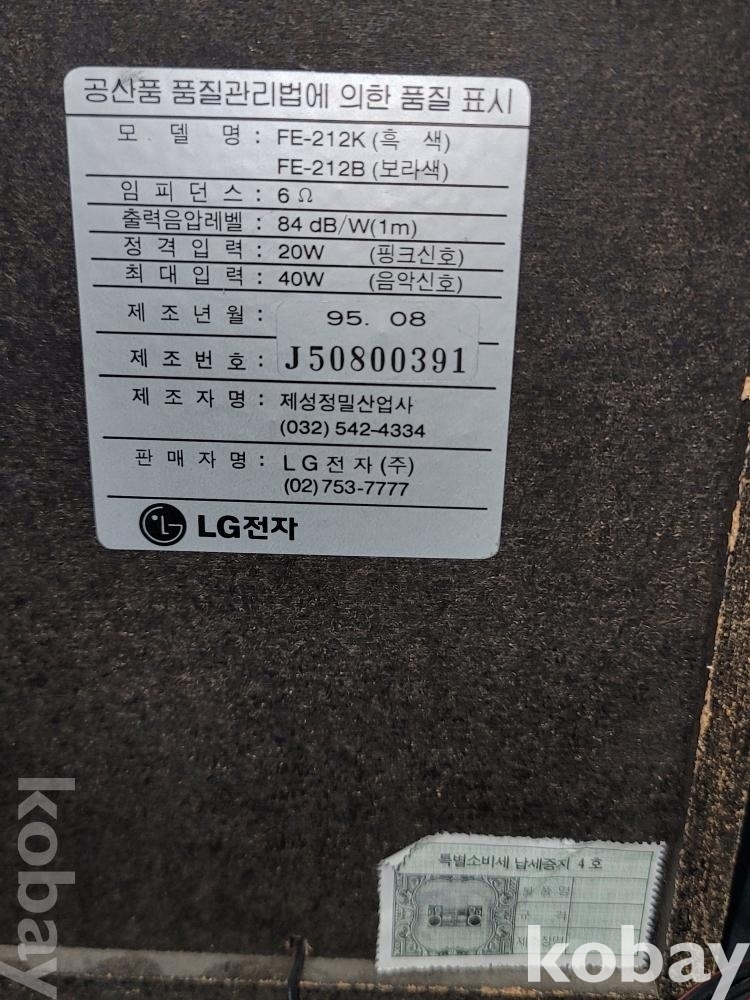 공산품 품질관리법에 의한 품질 표시
모 델 명 : FE-212K (흑 색)
FE-212B (보라색)
임 피 던 스 : 6 Ω
출력음압레벨 : 84 dB/W(1m)
정 격 입 력 : 20W (핑크신호)
최 대 입 력 : 40W (음악신호)
제 조 년 월 : 95. 08
제 조 번 호 : J50800391
제 조 자 명 : 제성정밀산업사
(032) 542-4334
판 매 자 명 : L G 전 자 (주)
(02) 753-7777
LG전자
특별소비세 납세증지 4 호
규 격
kobay
kobay